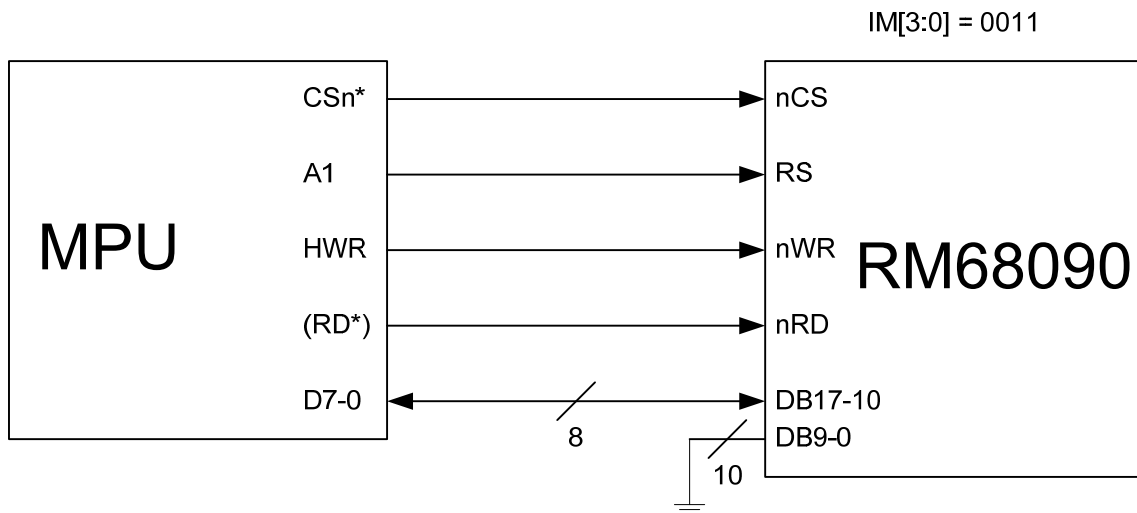 IM[3:0] = 0011
CSn*
nCS
A1
RS
MPU
HWR
nWR
RM68090
(RD*)
nRD
D7-0
8
DB17-10
DB9-0
10